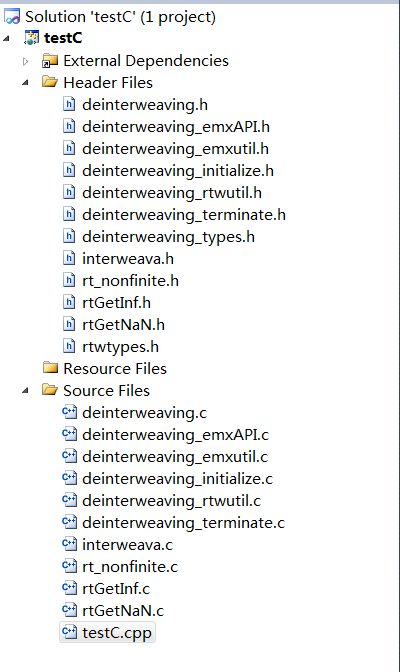 Solution 'testC' (1 project)
testC
External Dependencies
Header Files
deinterweaving.h
deinterweaving_emxAPI.h
deinterweaving_emxutil.h
deinterweaving_initialize.h
deinterweaving_rtwutil.h
deinterweaving_terminate.h
deinterweaving_types.h
interweava.h
rt_nonfinite.h
rtGetInf.h
rtGetNaN.h
rtwtypes.h
Resource Files
Source Files
deinterweaving.c
deinterweaving_emxAPI.c
deinterweaving_emxutil.c
deinterweaving_initialize.c
deinterweaving_rtwutil.c
deinterweaving_terminate.c
interweava.c
rt_nonfinite.c
rtGetInf.c
rtGetNaN.c
testC.cpp